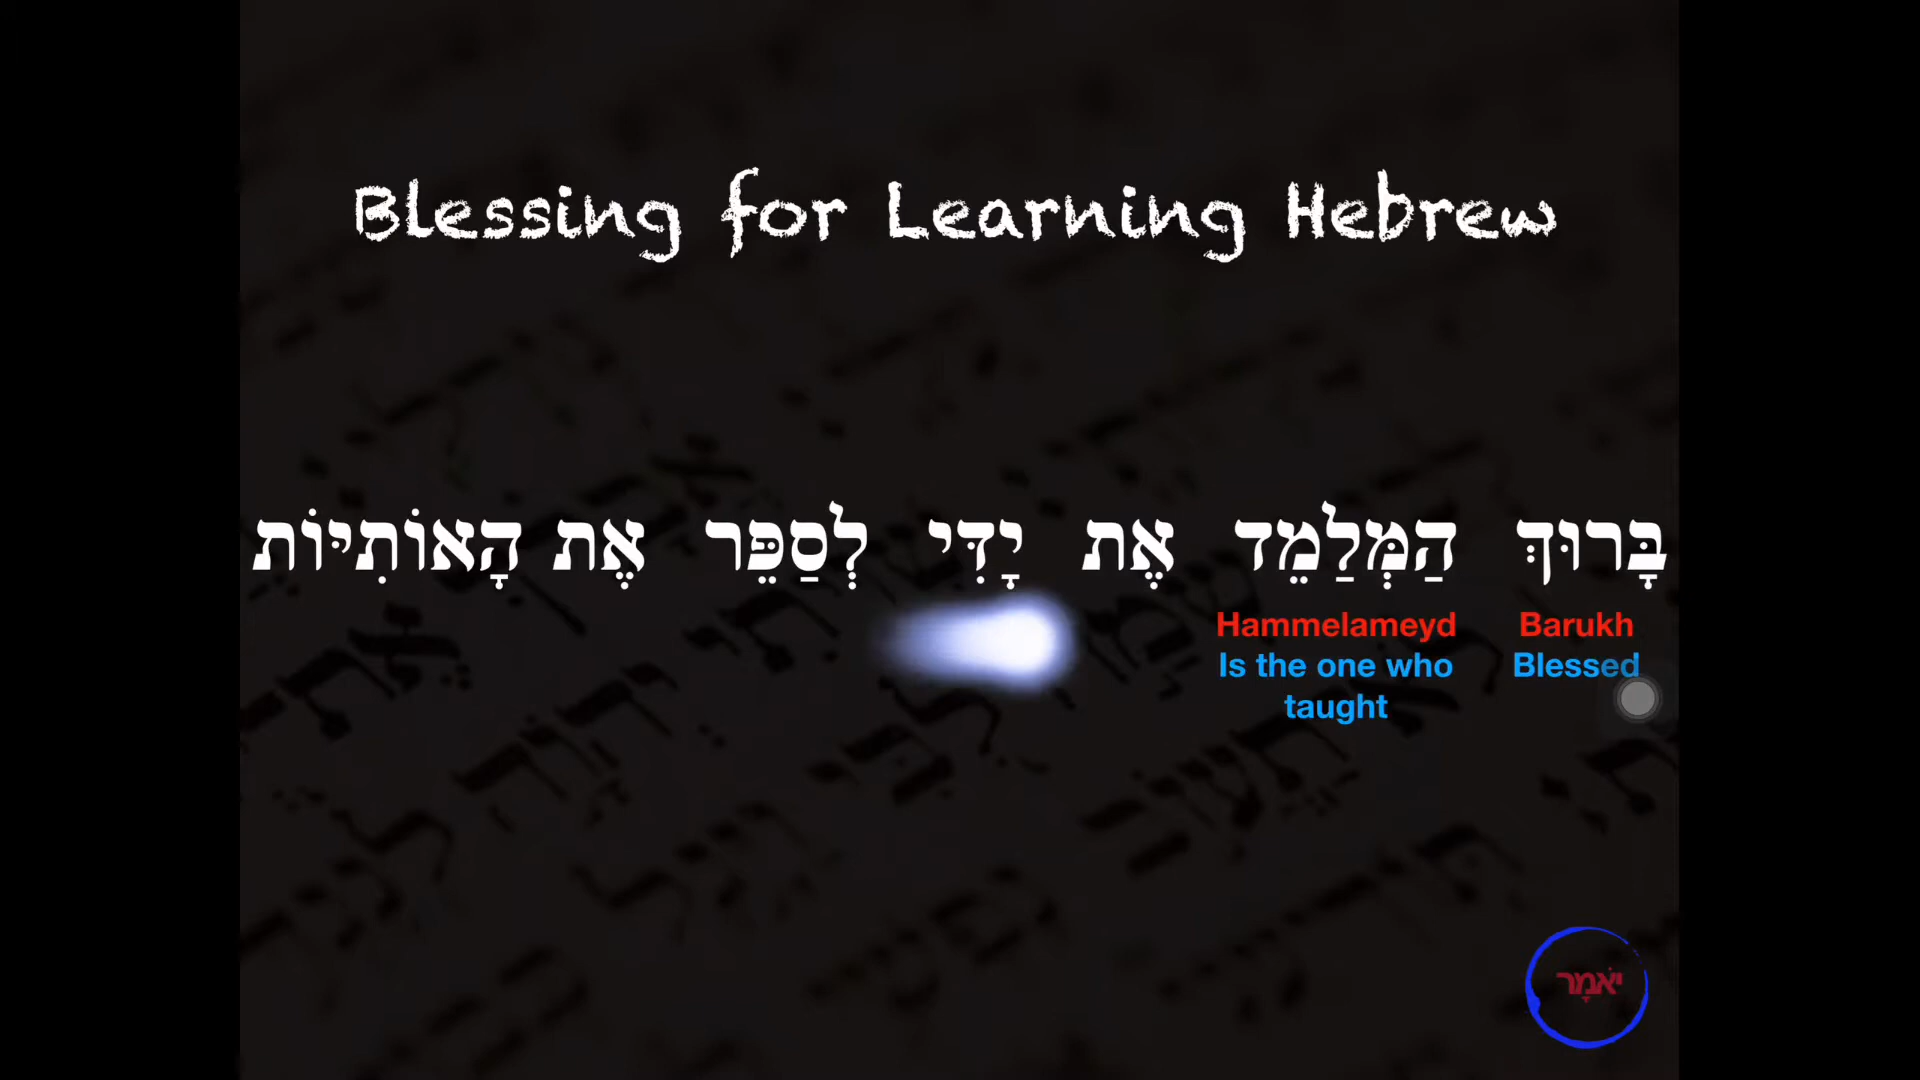 Blessing for Learning Hebrew
בָּרוּךְ הַמְּלַמֵּד אֶת יָדִּי לְסַפֵּר אֶת הָאוֹתִיּוֹת
Hammelameyd Barukh
Is the one who Blessed
taught
יֹאמָר